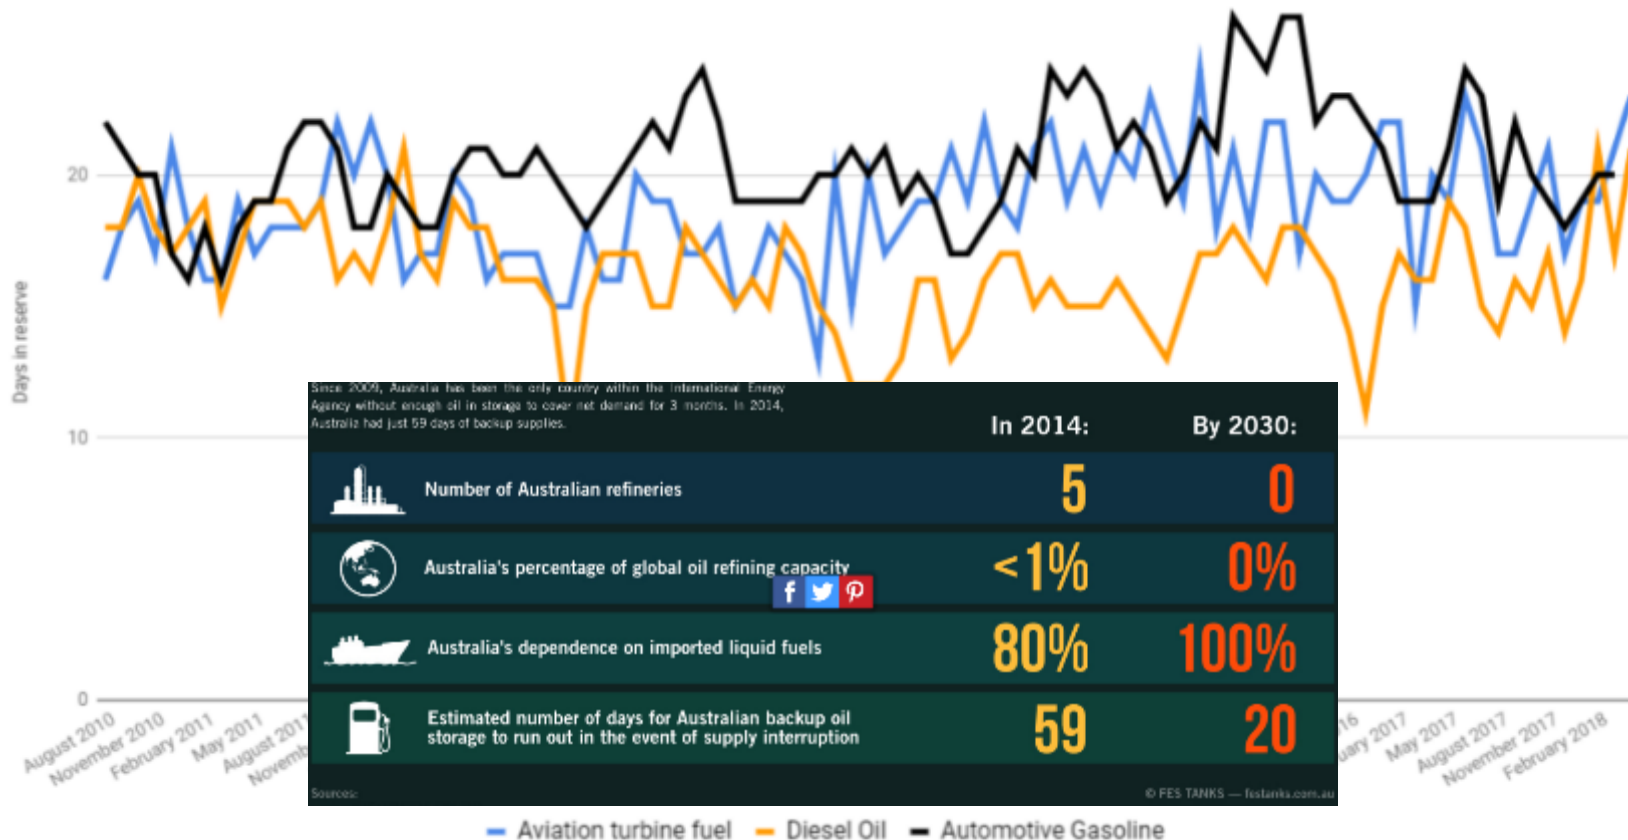 20
Days in reserve
10
0
August 2010
November 2010
February 2011
May 2011
August 2011
Novemb
Since 2009, Australia has been the only country within the International Energy
Agency without enough oil in storage to cover net demand for 3 months. In 2014,
Australia had just 59 days of backup supplies.
In 2014: By 2030:
Number of Australian refineries 5 0
Australia's percentage of global oil refining capacity <1% 0%
f
Australia's dependence on imported liquid fuels 80% 100%
Estimated number of days for Australian backup oil
storage to run out in the event of supply interruption 59 20
Sources: © FES TANKS — festanks.com.au
16
uary 2017
May 2017
August 2017
November 2017
February 2018
Aviation turbine fuel Diesel Oil Automotive Gasoline